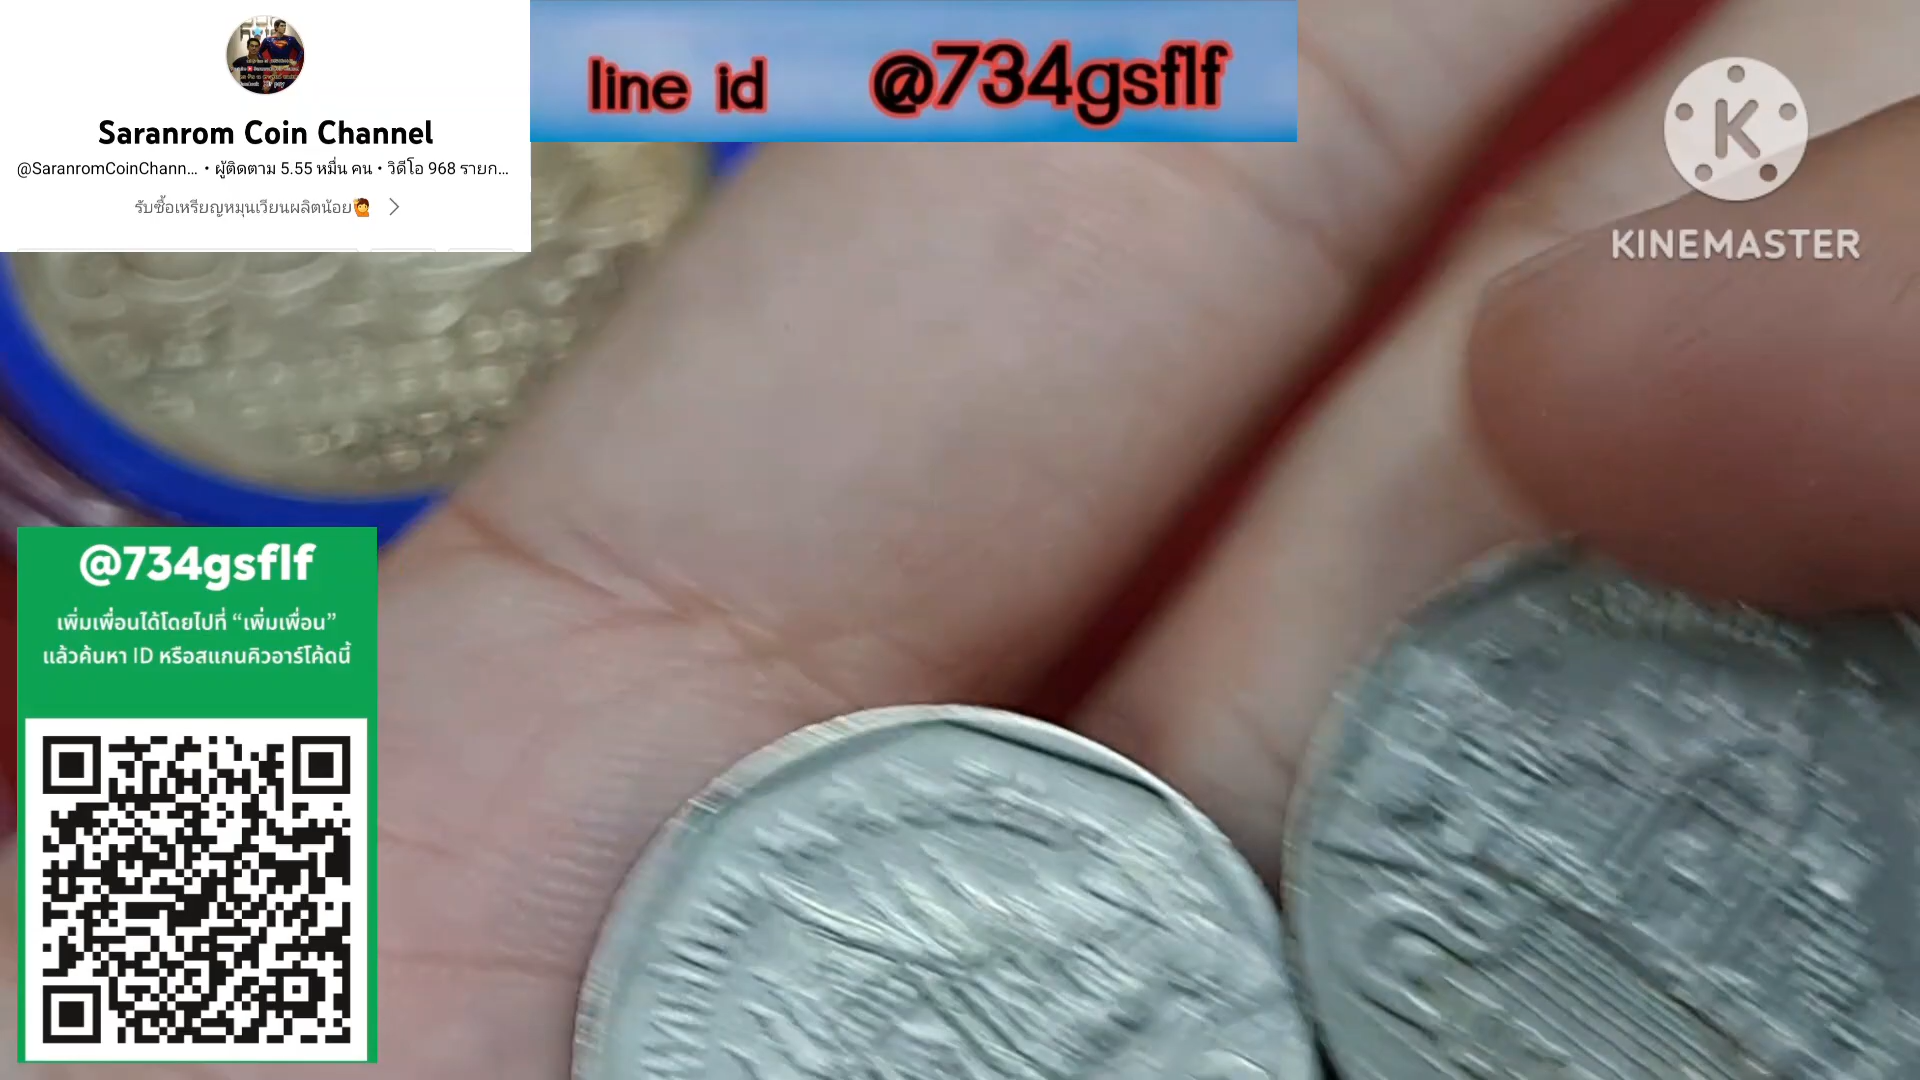 Saranrom Coin Channel
@SaranromCoinChann... • ผู้ติดตาม 5.55 หมื่น คน • วิดีโอ 968 รายก...
รับซื้อเหรียญหมุนเวียนผลิตน้อย🙋
line id @734gsflf
K
KINEMASTER
@734gsflf
เพิ่มเพื่อนได้โดยไปที่ “เพิ่มเพื่อน”
แล้วค้นหา ID หรือสแกนคิวอาร์โค้ดนี้